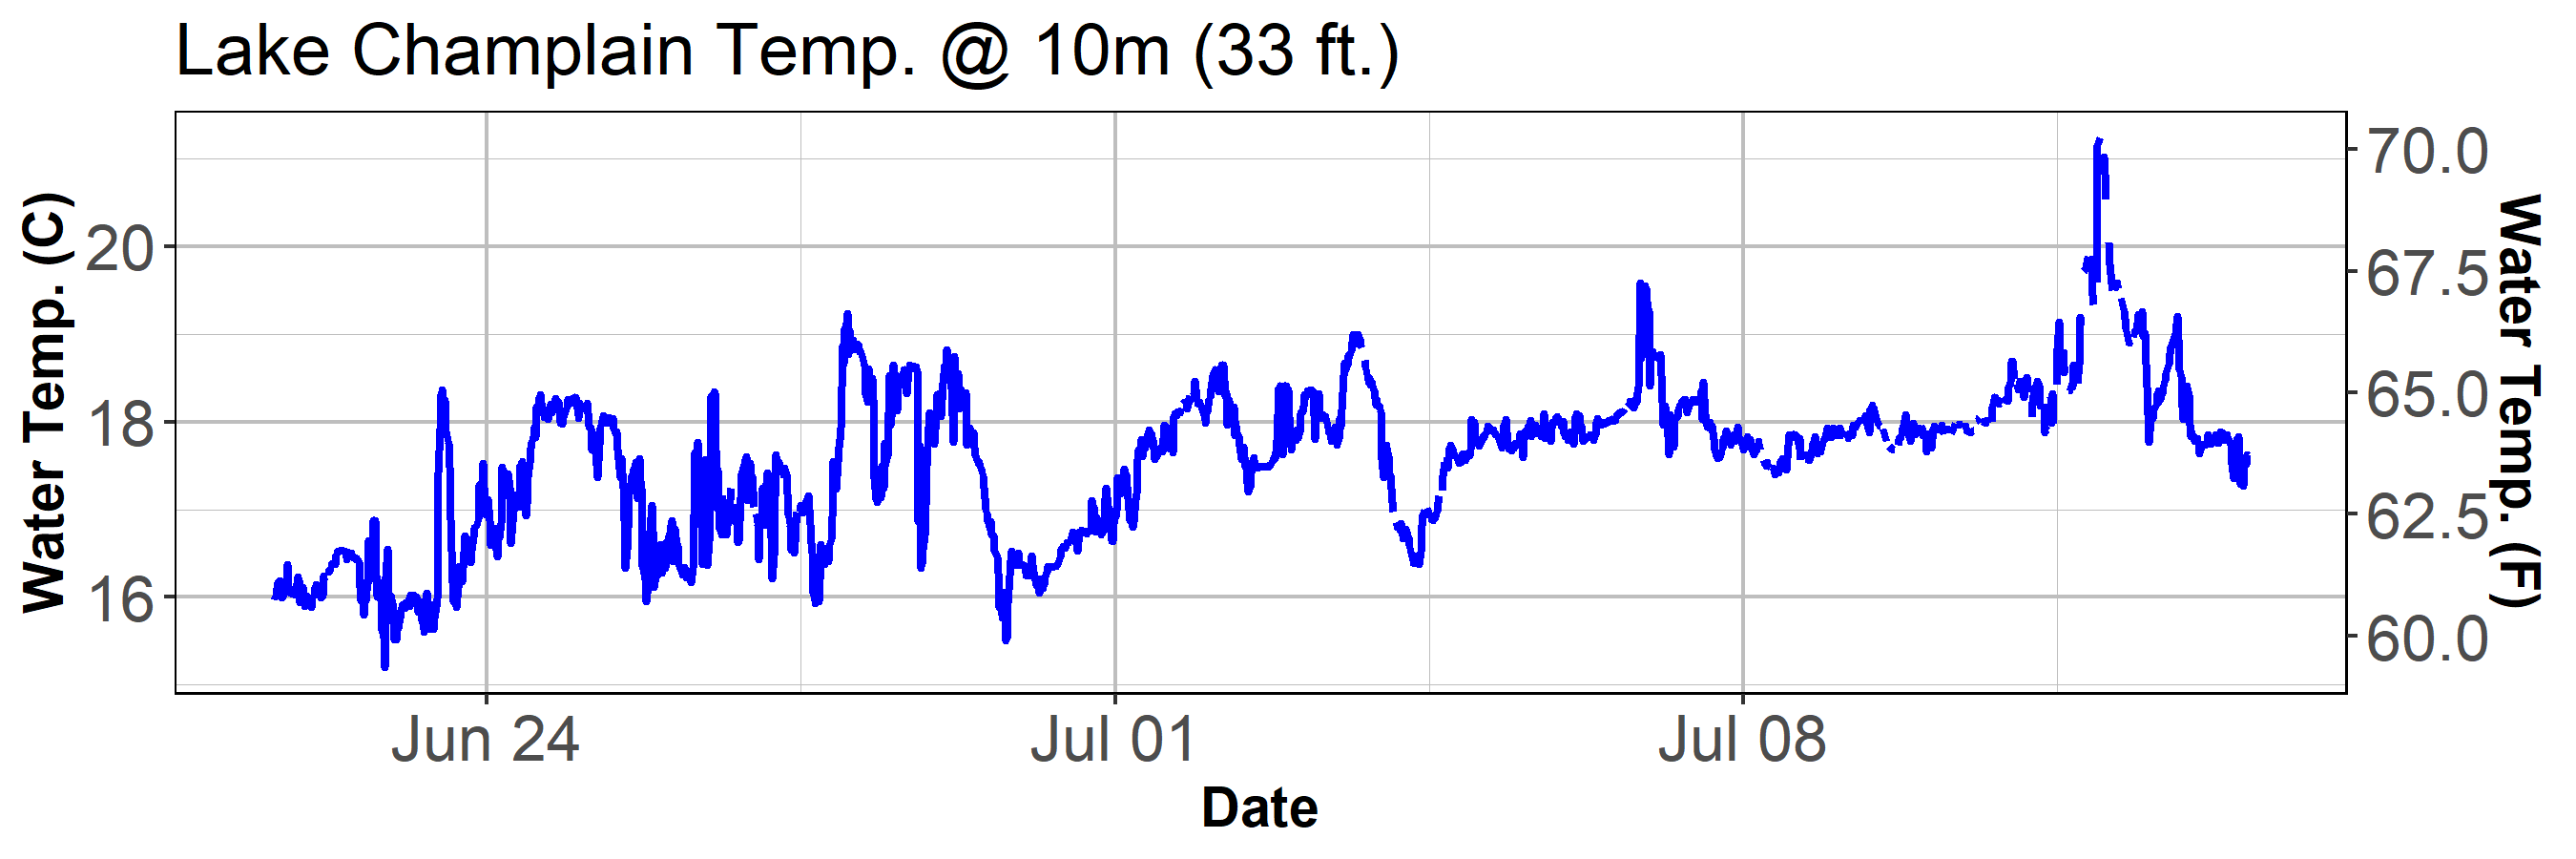 Lake Champlain Temp. @ 10m (33 ft.)
Water Temp. (C)
20
18
16
70.0
67.5
65.0
62.5
60.0
Water Temp. (F)
Jun 24
Jul 01
Jul 08
Date